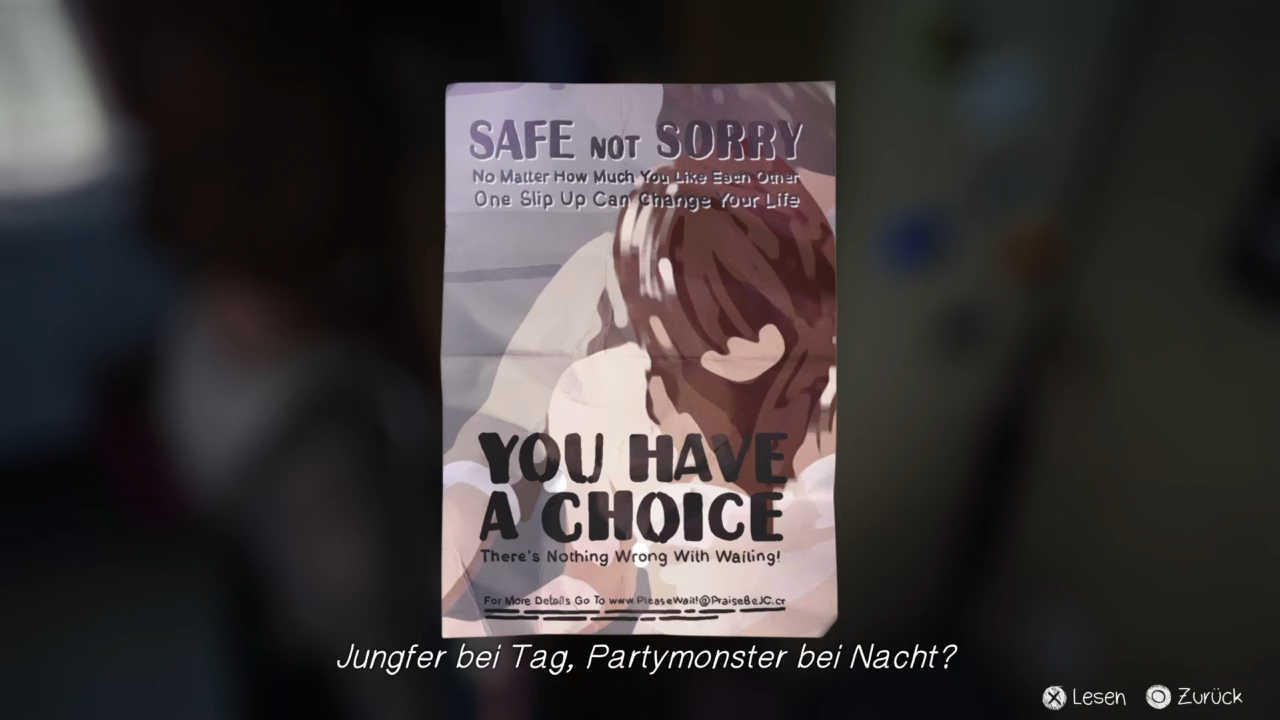 SAFE NOT SORRY
No Matter How Much You Like Each Other
One Slip Up Can Change Your Life
YOU HAVE
A CHOICE
There's Nothing Wrong With Waiting!
For More Details Go To www.PleaseWait!@PraiseBeJC.cr
Jungfer bei Tag, Partymonster bei Nacht?
Lesen Zurück